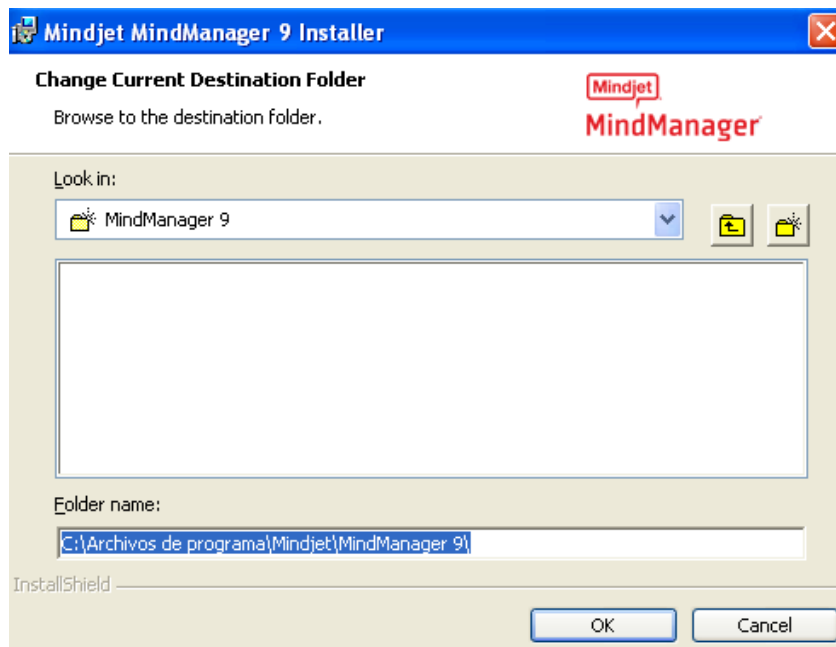 Mindjet MindManager 9 Installer
Change Current Destination Folder
Browse to the destination folder.
Mindjet
MindManager
Look in:
MindManager 9
Folder name:
C:\Archivos de programa\Mindjet\MindManager 9\
InstallShield
OK
Cancel